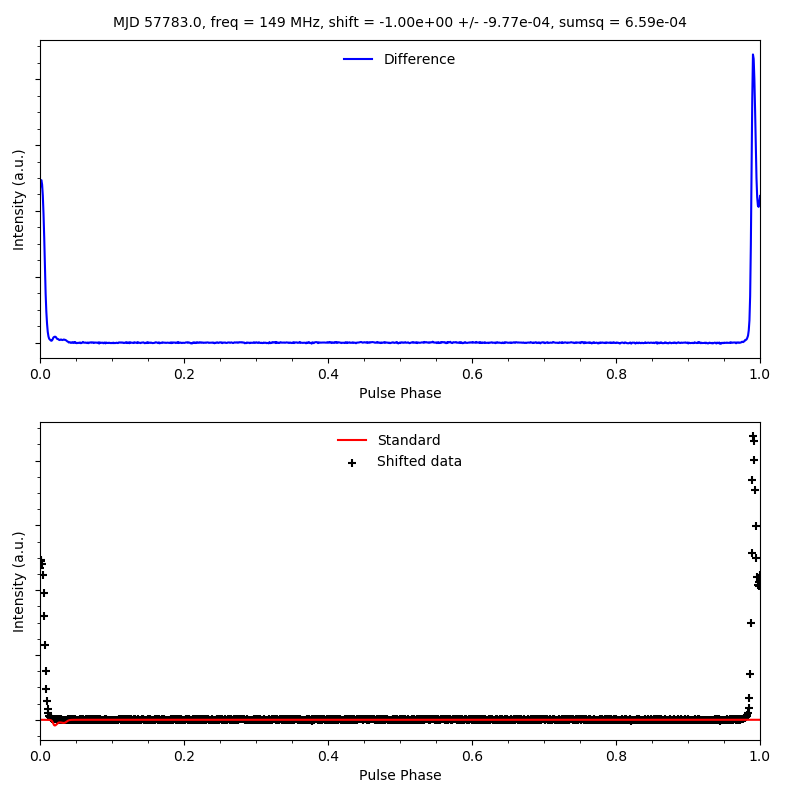 MJD 57783.0, freq = 149 MHz, shift = -1.00e+00 +/- -9.77e-04, sumsq = 6.59e-04
Difference
Intensity (a.u.)
0.0 0.2 0.4 0.6 0.8 1.0
Pulse Phase
Standard
Shifted data
Intensity (a.u.)
0.0 0.2 0.4 0.6 0.8 1.0
Pulse Phase